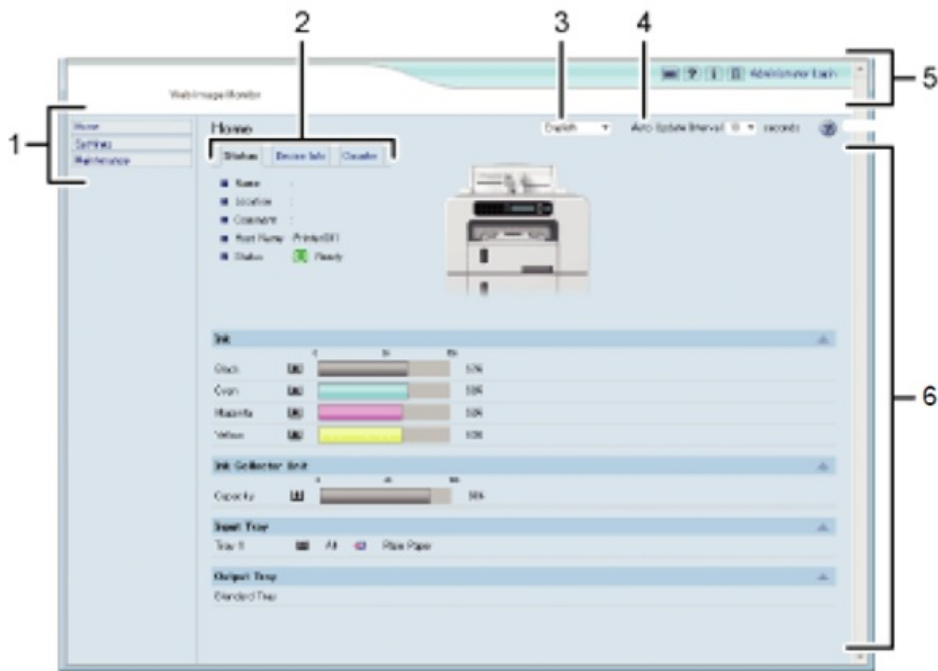 2 3 4
5
Administrator Login
Web Image Monitor
1
Home
Settings
Maintenance
Home
English
Auto Update Interval seconds
Status Device Info Counter
Name :
Location :
Comment :
Host Name
Status Ready
Ink
Black
Cyan
Magenta
Yellow
6
Ink Collector Unit
Capacity
Input Tray
Tray 1 Plain Paper
Output Tray
Standard Tray